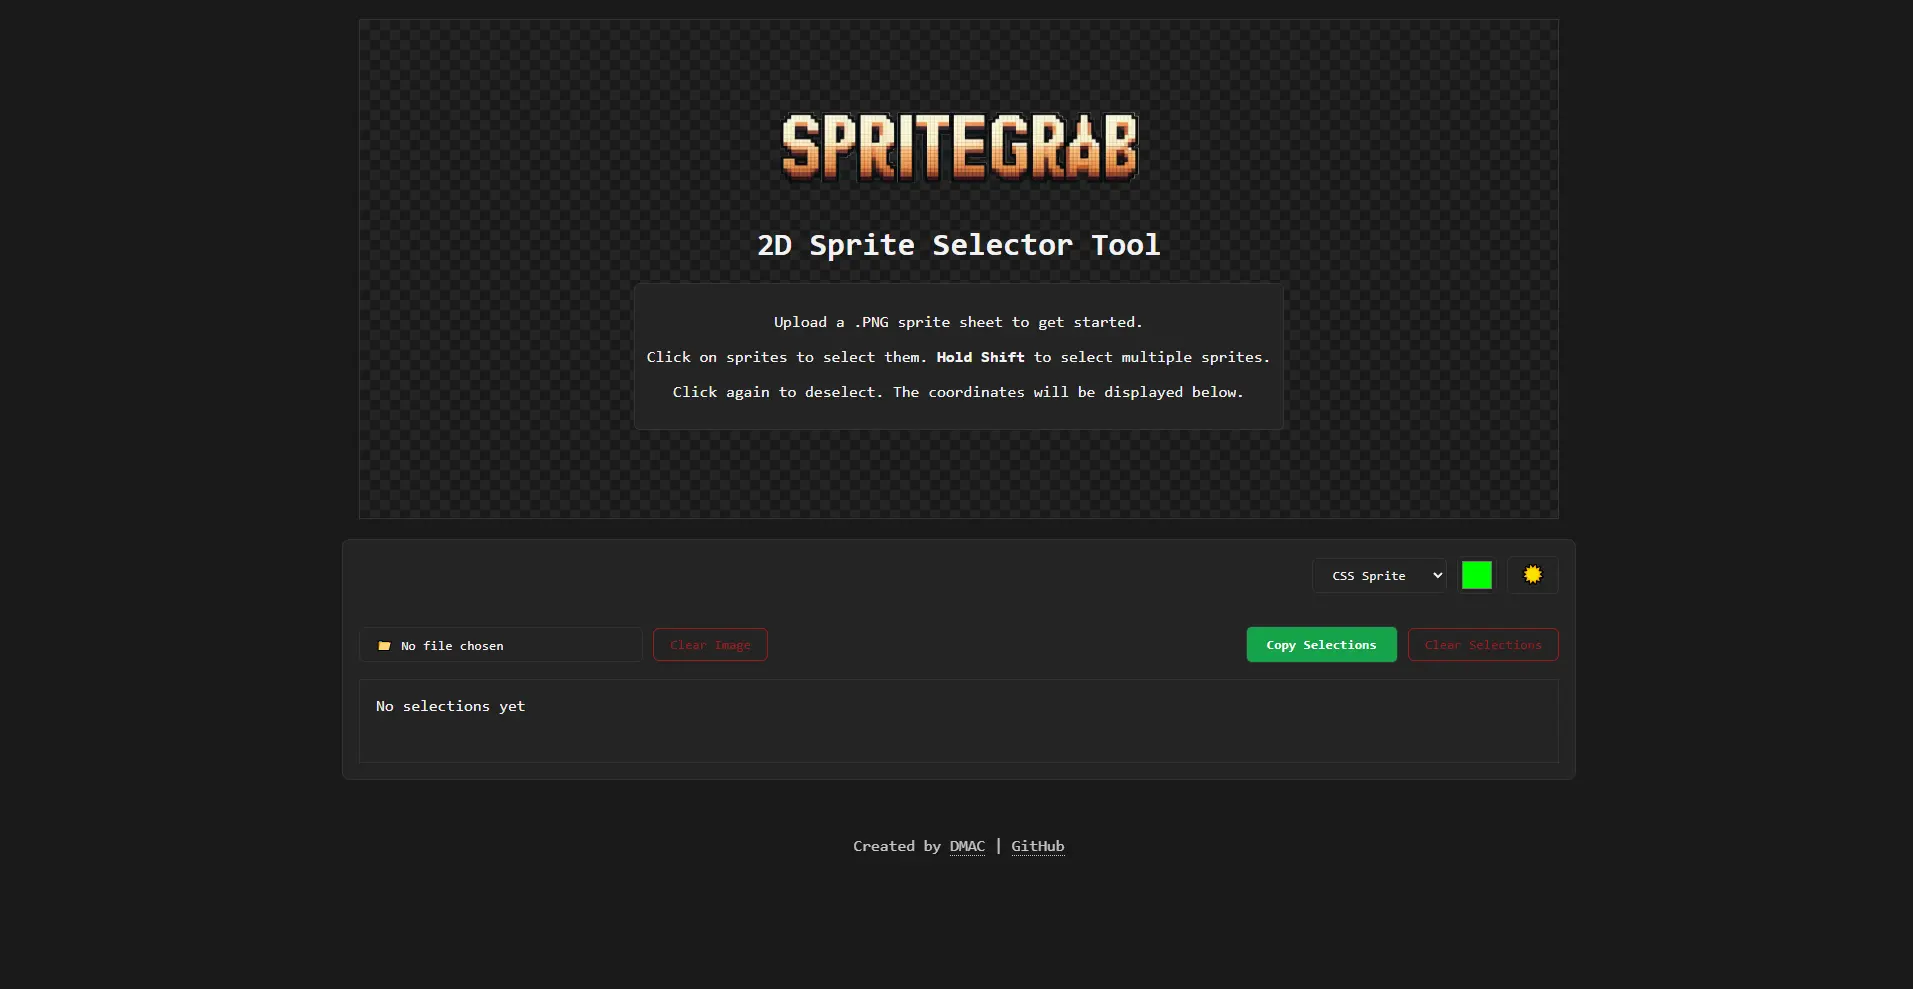 SPRITEGRAB
2D Sprite Selector Tool
Upload a .PNG sprite sheet to get started.
Click on sprites to select them. Hold Shift to select multiple sprites.
Click again to deselect. The coordinates will be displayed below.
CSS Sprite
No file chosen
Clear Image
Copy Selections
Clear Selections
No selections yet
Created by DMAC | GitHub